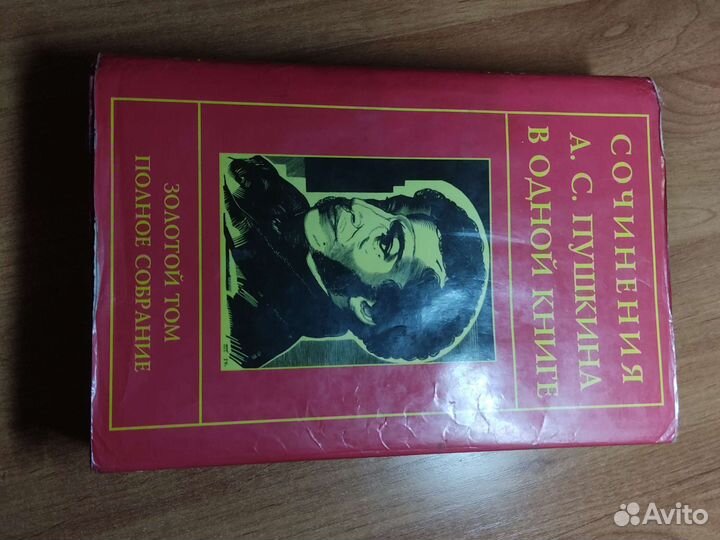 СОЧИНЕНИЯ
А. С. ПУШКИНА
В ОДНОЙ КНИГЕ
ЗОЛОТОЙ ТОМ
ПОЛНОЕ СОБРАНИЕ
Avito